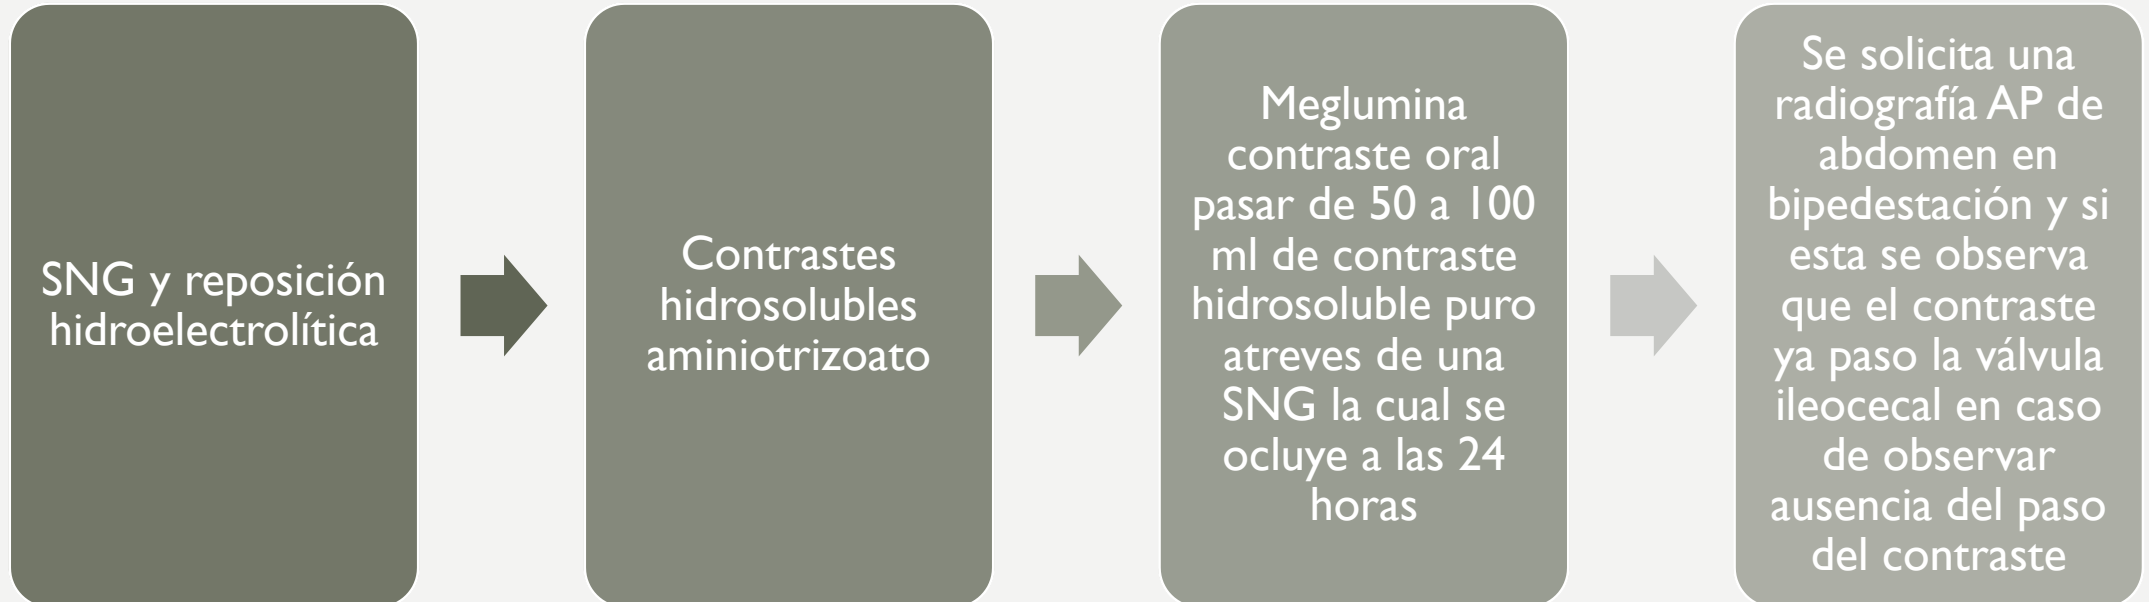 SNG y reposición
hidroelectrolítica
Contrastes
hidrosolubles
aminiotrizoato
Meglumina
contraste oral
pasar de 50 a 100
ml de contraste
hidrosoluble puro
atreves de una
SNG la cual se
ocluye a las 24
horas
Se solicita una
radiografía AP de
abdomen en
bipedestación y si
esta se observa
que el contraste
ya paso la válvula
ileocecal en caso
de observar
ausencia del paso
del contraste